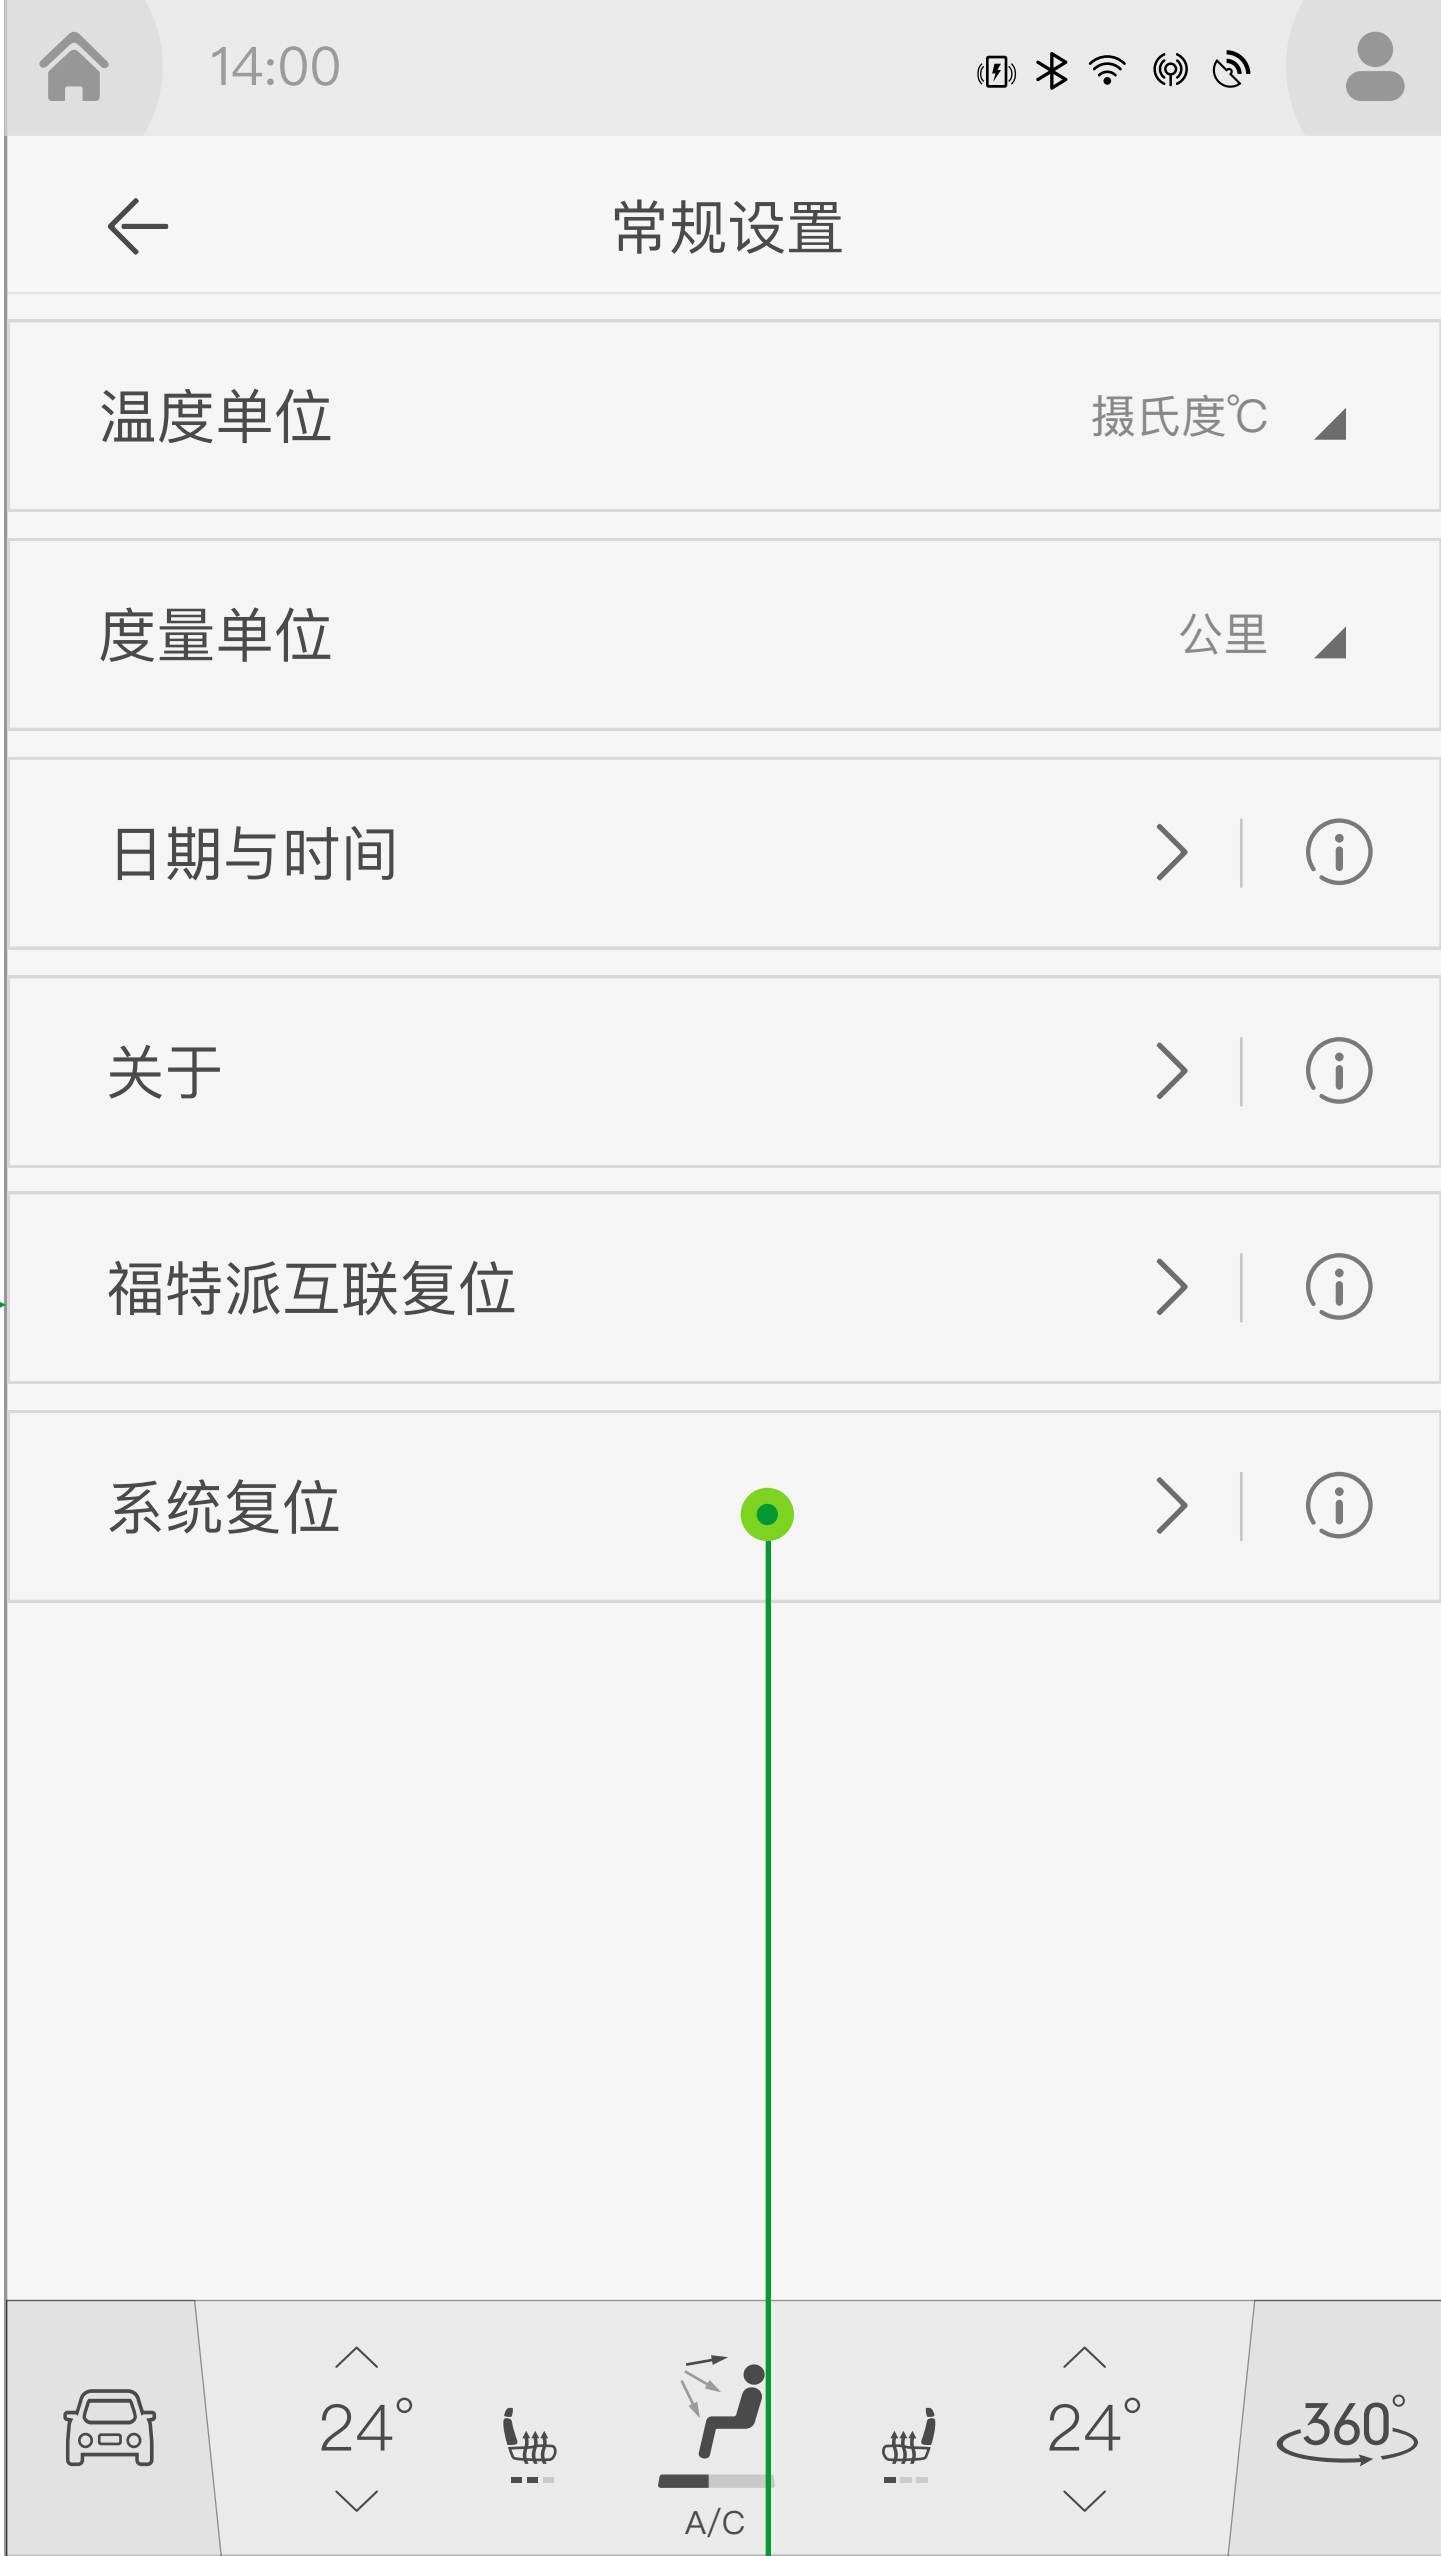 14:00
常规设置
温度单位 摄氏度℃
度量单位 公里
日期与时间
关于
福特派互联复位
系统复位
24° 24° 360°
A/C